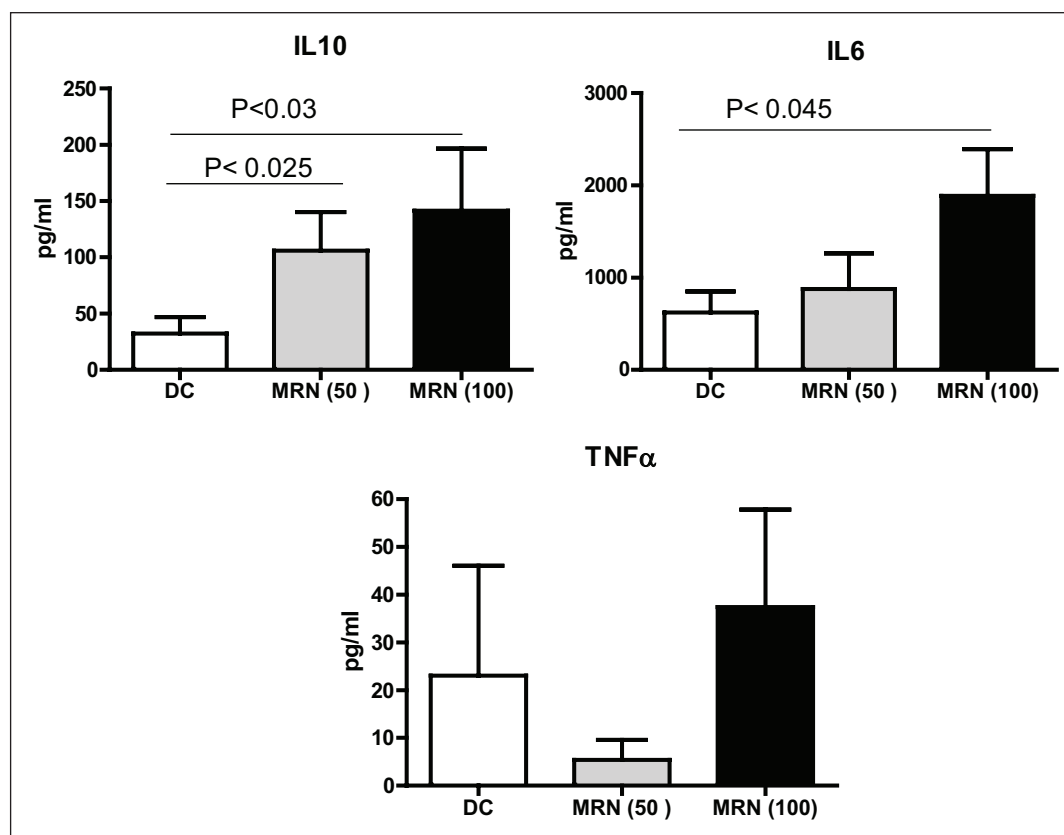 IL10
250
200
150
100
50
0
pg/ml
P<0.03
P< 0.025
DC MRN (50 ) MRN (100)
IL6
3000
2000
1000
0
pg/ml
P< 0.045
DC MRN (50 ) MRN (100)
TNFα
60
50
40
30
20
10
0
pg/ml
DC MRN (50 ) MRN (100)